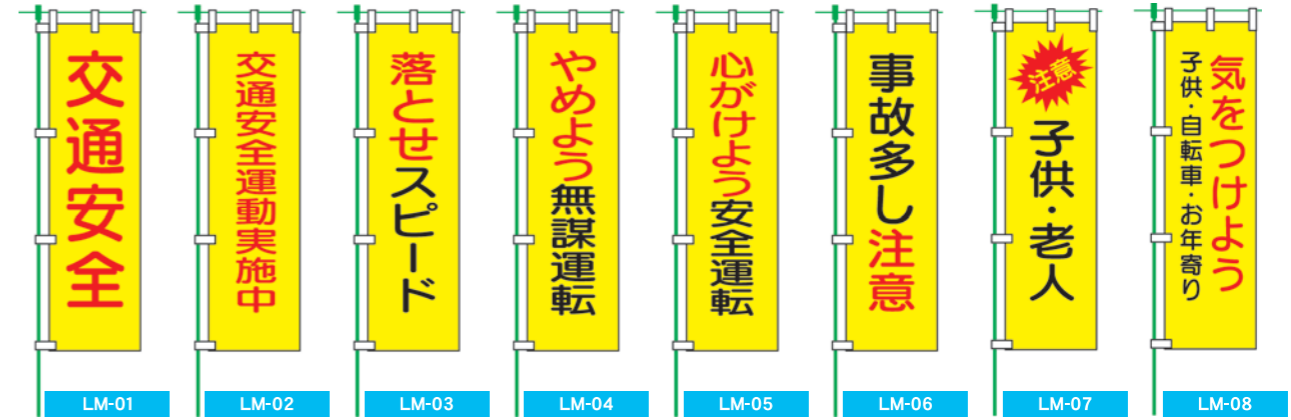 交通安全
LM-01
交通安全運動実施中
LM-02
落とせスピード
LM-03
やめよう無謀運転
LM-04
心がけよう安全運転
LM-05
事故多し注意
LM-06
注意
子供・老人
LM-07
気をつけよう
子供・自転車・お年寄り
LM-08